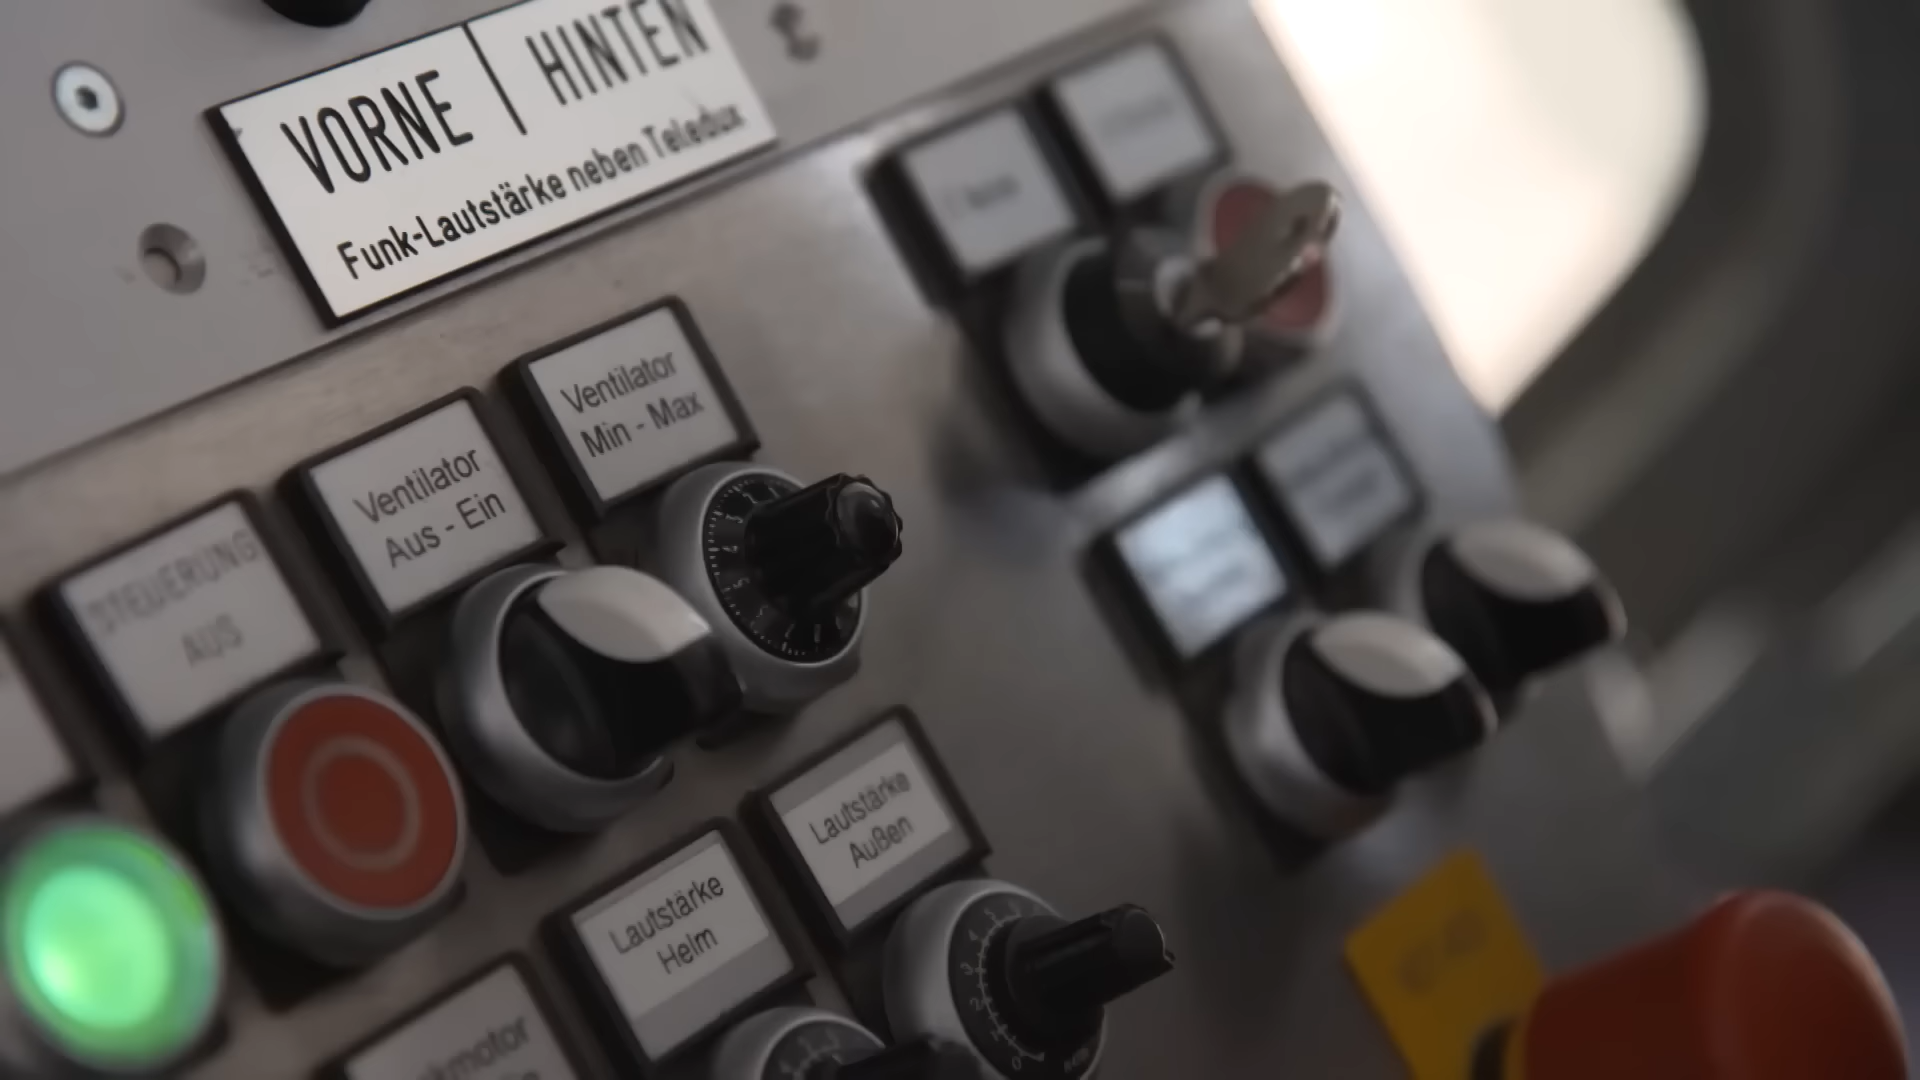 VORNE | HINTEN
Funk-Lautstärke neben Teledux
Ventilator
Min - Max
Ventilator
Aus - Ein
STEUERUNG
AUS
Lautstärke
Außen
Lautstärke
Helm